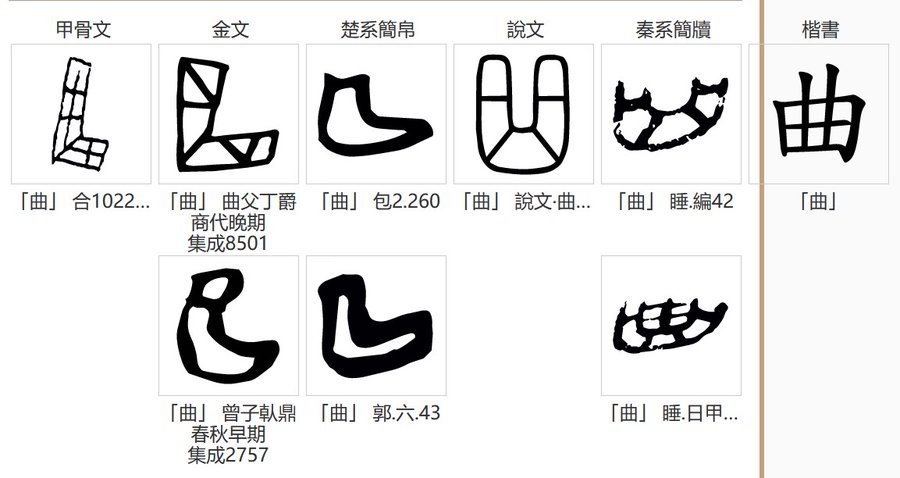 甲骨文 金文 楚系簡帛 說文 秦系簡牘 楷書
曲
「曲」 合1022... 「曲」 曲父丁爵 「曲」 包2.260 「曲」 說文·曲... 「曲」 睡.編42 「曲」
商代晚期
集成8501
「曲」 曾子倝鼎 「曲」 郭.六.43 「曲」 睡.日甲...
春秋早期
集成2757